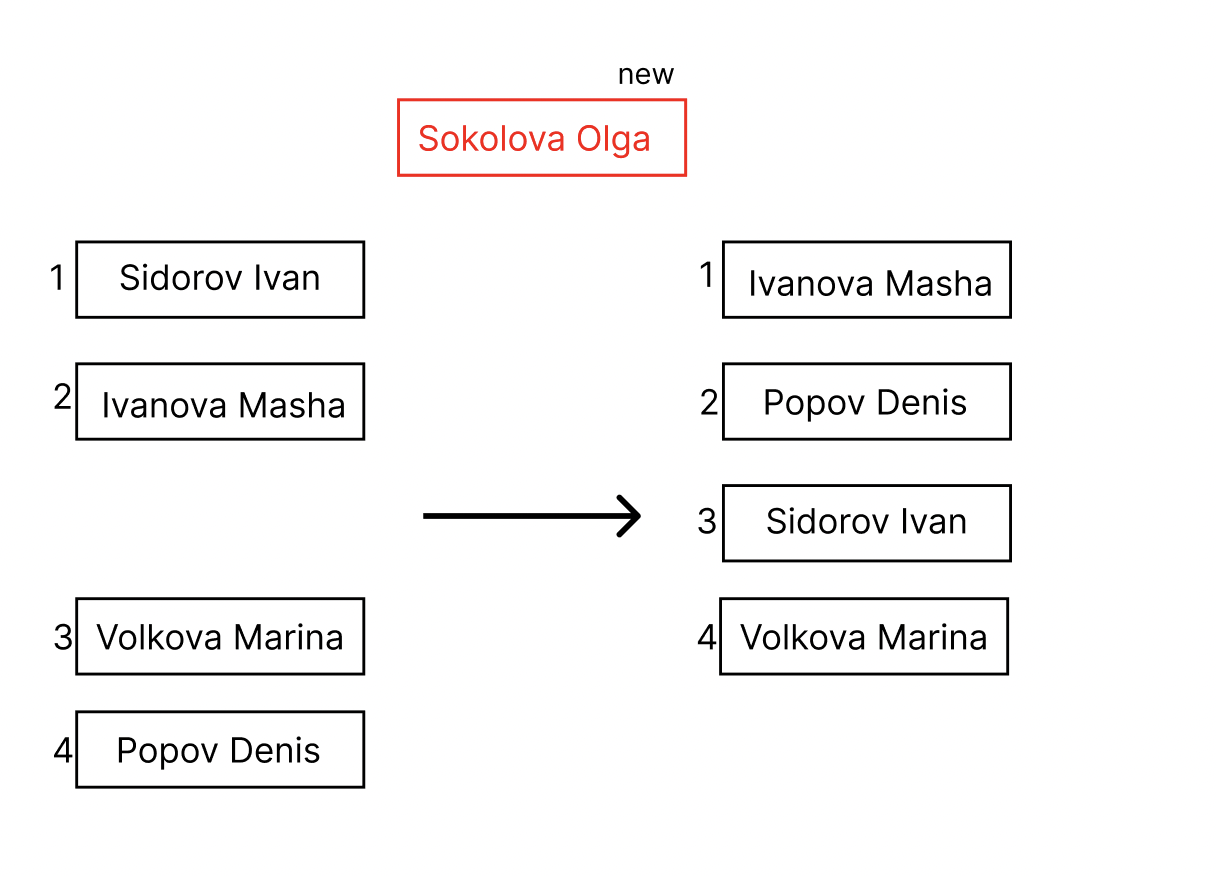 new
Sokolova Olga
1 Sidorov Ivan
2 Ivanova Masha
3 Volkova Marina
4 Popov Denis
1 Ivanova Masha
2 Popov Denis
3 Sidorov Ivan
4 Volkova Marina